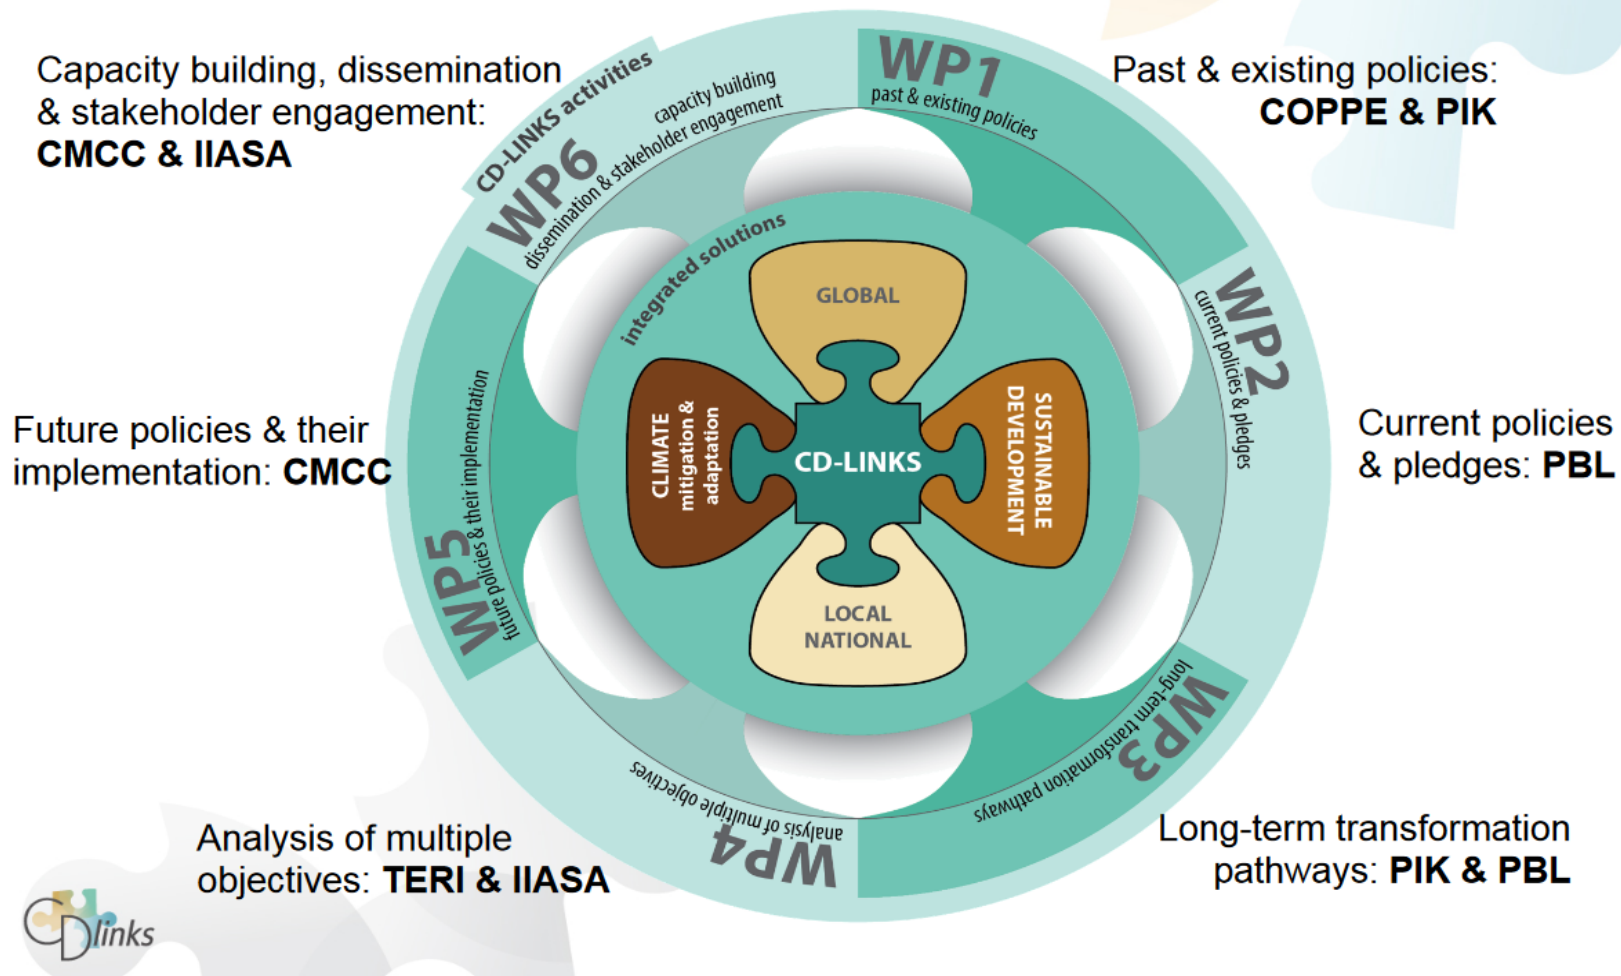 Capacity building, dissemination
& stakeholder engagement:
CMCC & IIASA
Past & existing policies:
COPPE & PIK
Future policies & their
implementation: CMCC
Current policies
& pledges: PBL
Analysis of multiple
objectives: TERI & IIASA
Long-term transformation
pathways: PIK & PBL
CD-LINKS activities
WP1
past & existing policies
WP2
current policies & pledges
WP3
long-term transformation pathways
WP4
analysis of multiple objectives
WP5
future policies & their implementation
WP6
capacity building
dissemination & stakeholder engagement
integrated solutions
GLOBAL
CLIMATE
mitigation &
adaptation
CD-LINKS
SUSTAINABLE
DEVELOPMENT
LOCAL
NATIONAL
CDlinks